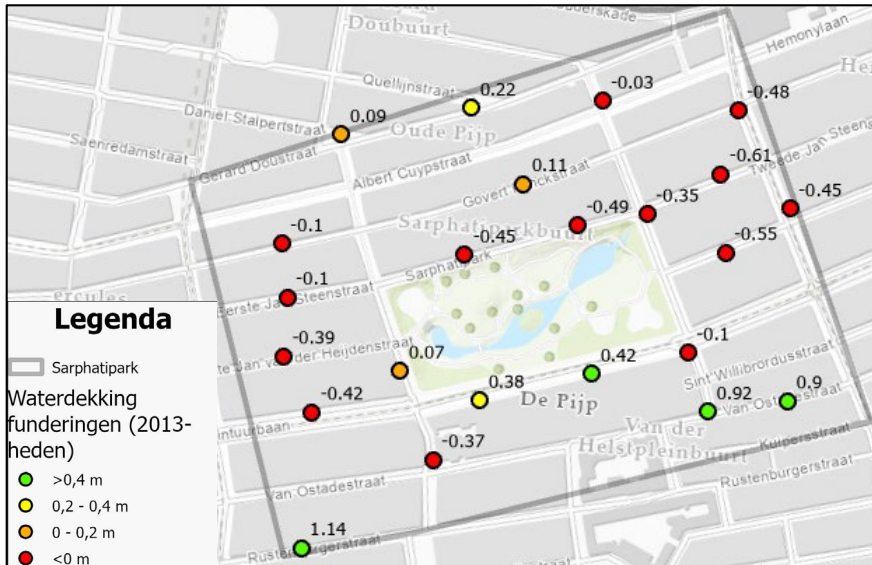 Doubuurt
Hemonylaan
Quellijnstraat
0.22
-0.03
-0.48
Daniel Stalpertstraat
0.09
Oude Pijp
Saenredamstraat
Gerard Doustraat
Albert Cuypstraat
0.11
Govert Flinckstraat
-0.61
Tweede Jan Steens
-0.35
-0.49
-0.45
Sarphatiparkbuurt
-0.1
-0.45
-0.55
Sarphatipark
-0.1
Eerste Jan Steenstraat
ercules
Legenda
Sarphatipark
Waterdekking
funderingen (2013-
heden)
>0,4 m
0,2 - 0,4 m
0 - 0,2 m
<0 m
-0.39
te Jan van der Heijdenstraat
0.07
0.42
-0.1
Sint Willibrordusstraat
-0.42
0.38
De Pijp
0.92
0.9
Van Ostadestraat
intuurbaan
Van der
Helstpleinbuurt
Kuipersstraat
-0.37
Van Ostadestraat
Rustenburgerstraat
1.14
Rustenburgerstraat